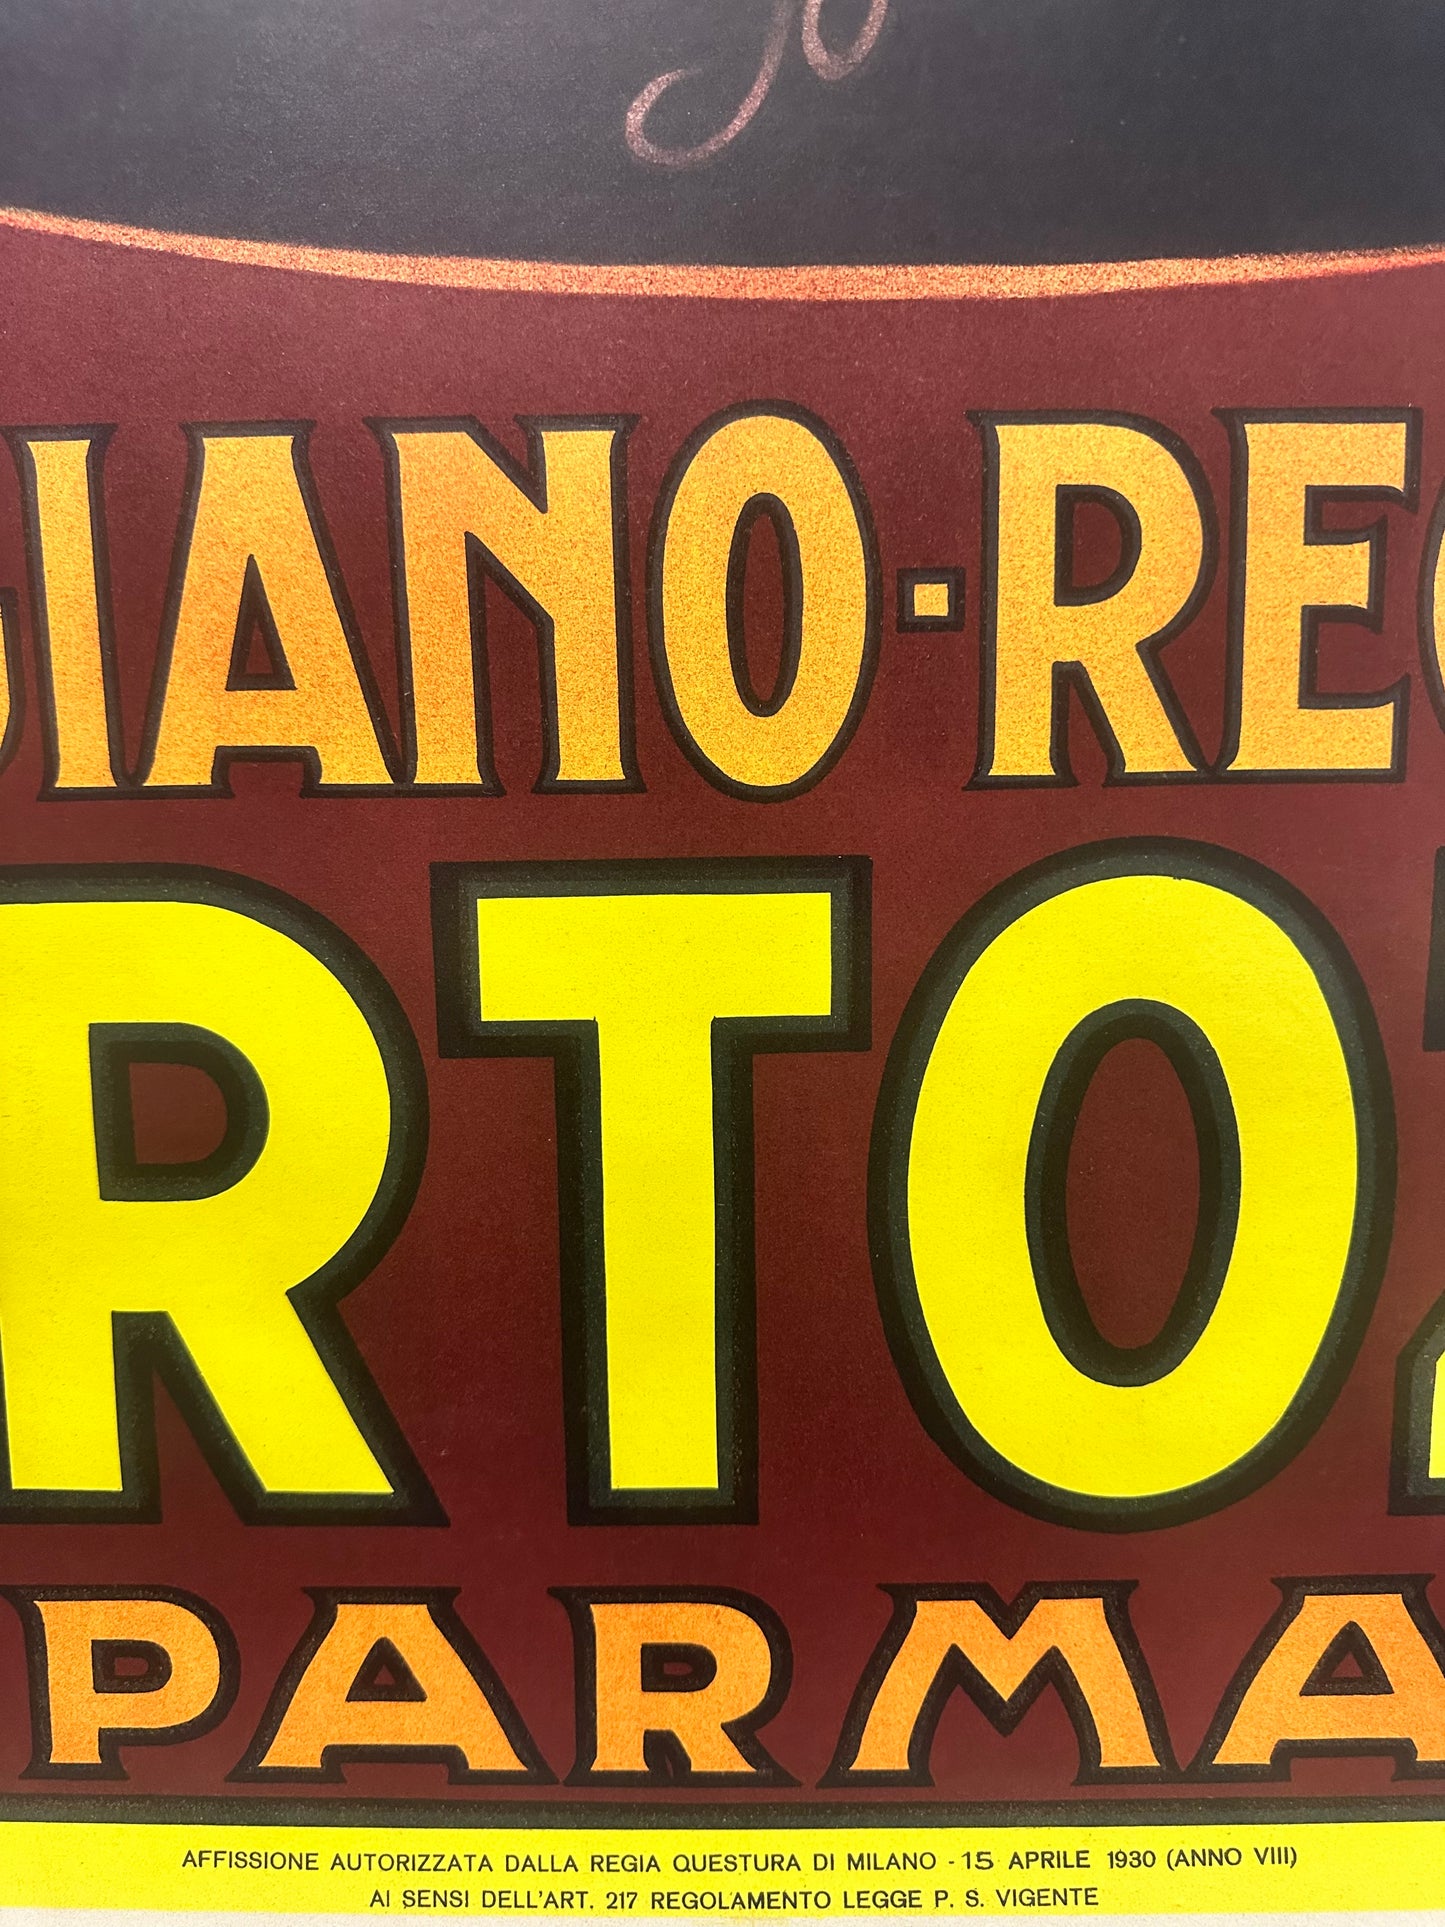 GIANO-REG
RTO
PARMA
AFFISSIONE AUTORIZZATA DALLA REGIA QUESTURA DI MILANO - 15 APRILE 1930 (ANNO VIII)
AI SENSI DELL'ART. 217 REGOLAMENTO LEGGE P. S. VIGENTE